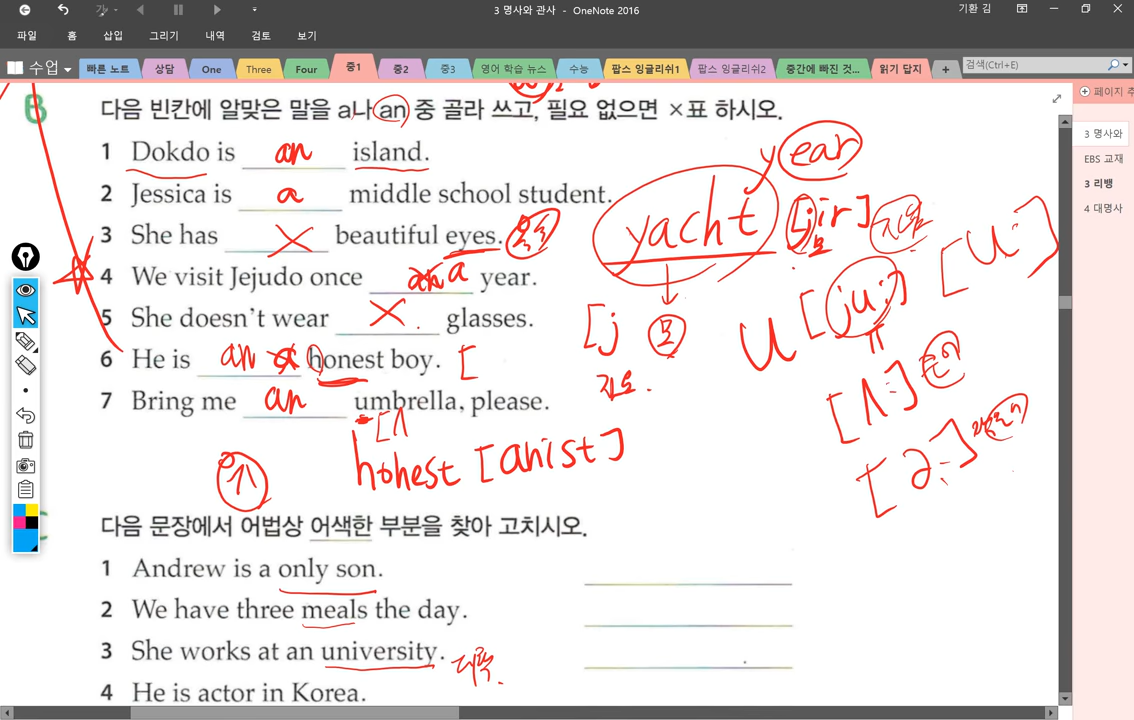 3 명사와 관사 - OneNote 2016
기환 김
파일 홈 삽입 그리기 내역 검토 보기
수업 빠른 노트 상담 One Three Four 중1 중2 중3 영어 학습 뉴스 수능 팝스 잉글리쉬1 팝스 잉글리쉬2 중간에 빠진 것... 읽기 답지 + 검색(Ctrl+E)
페이지 추
3 명사와
EBS 교재
3 리뱅
4 대명사
B 다음 빈칸에 알맞은 말을 a나 an 중 골라 쓰고, 필요 없으면 ×표 하시오.
1 Dokdo is an island.
2 Jessica is a middle school student.
3 She has × beautiful eyes.
4 We visit Jejudo once a year.
5 She doesn't wear × glasses.
6 He is an honest boy. [
7 Bring me an umbrella, please.
[ʌ
honest [anist]
year
yacht [jir] 자음
[j 모
자음.
u [ju:] [u:]
[ʌ:]
[ə:]
다음 문장에서 어법상 어색한 부분을 찾아 고치시오.
1 Andrew is a only son.
2 We have three meals the day.
3 She works at an university. 대학.
4 He is actor in Korea.